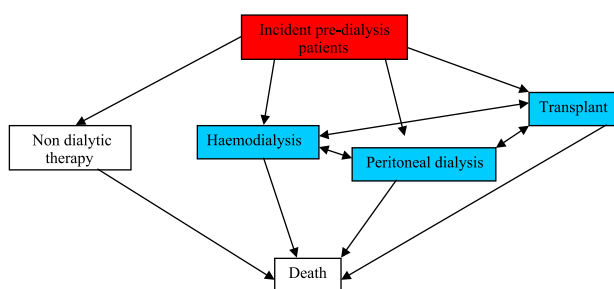 Incident pre-dialysis
patients
Transplant
Non dialytic
therapy
Haemodialysis
Peritoneal dialysis
Death